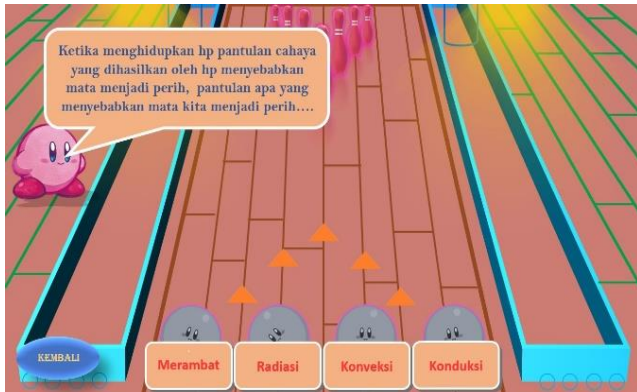 Ketika menghidupkan hp pantulan cahaya
yang dihasilkan oleh hp menyebabkan
mata menjadi perih, pantulan apa yang
menyebabkan mata kita menjadi perih....
KEMBALI
Merambat
Radiasi
Konveksi
Konduksi